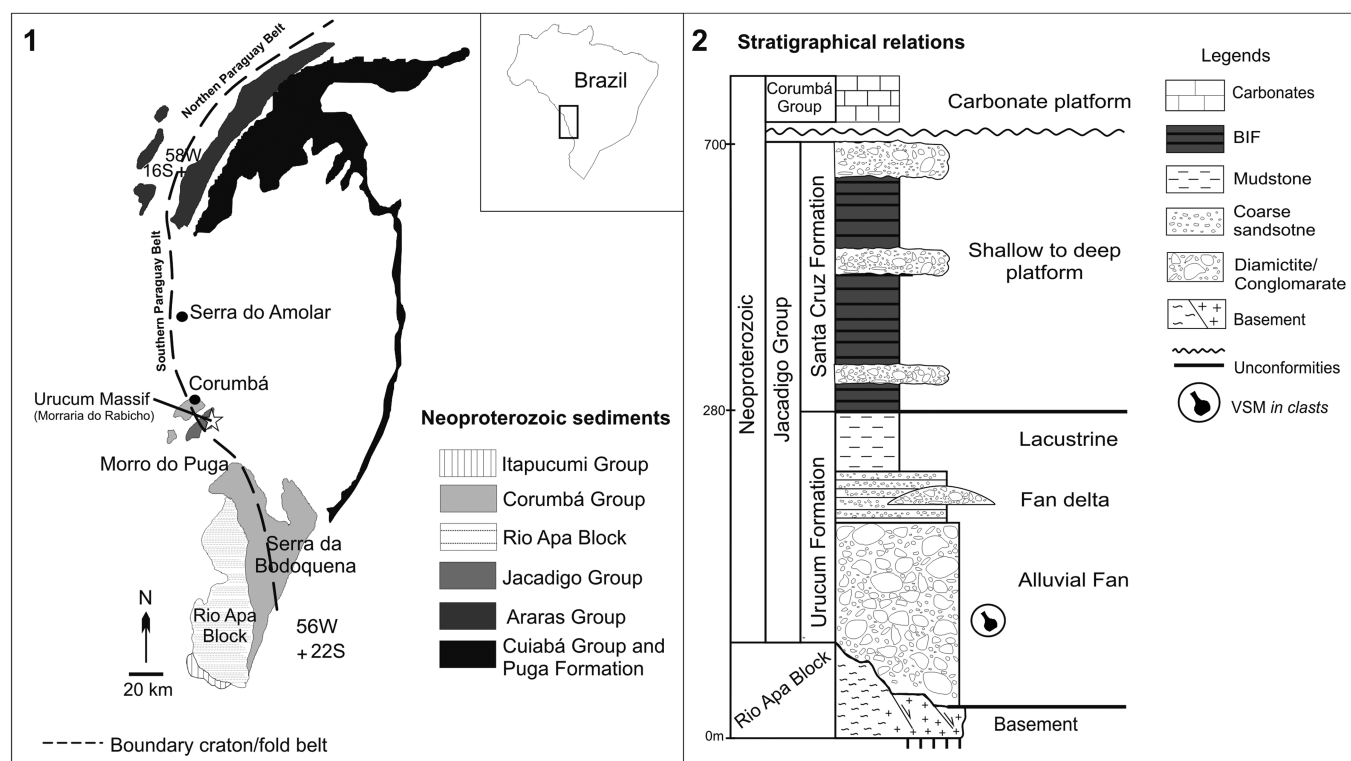 1
Northen Paraguay Belt
58W
16S+
Southern Paraguay Belt
Serra do Amolar
Corumbá
Urucum Massif
(Morraria do Rabicho)
Morro do Puga
Serra da
Bodoquena
Rio Apa
Block
N
20 km
56W
+22S
Boundary craton/fold belt
Brazil
Neoproterozoic sediments
Itapucumi Group
Corumbá Group
Rio Apa Block
Jacadigo Group
Araras Group
Cuiabá Group and
Puga Formation
2
Stratigraphical relations
700
280
0m
Neoproterozoic
Corumbá
Group
Jacadigo Group
Santa Cruz Formation
Urucum Formation
Rio Apa Block
Carbonate platform
Shallow to deep
platform
Lacustrine
Fan delta
Alluvial Fan
Basement
Legends
Carbonates
BIF
Mudstone
Coarse
sandsotne
Diamictite/
Conglomarate
Basement
Unconformities
VSM in clasts